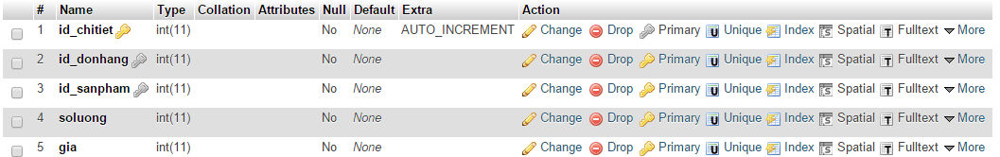 # Name Type Collation Attributes Null Default Extra Action
1 id_chitiet int(11) No None AUTO_INCREMENT Change Drop Primary U Unique Index S Spatial T Fulltext More
2 id_donhang int(11) No None Change Drop Primary U Unique Index S Spatial T Fulltext More
3 id_sanpham int(11) No None Change Drop Primary U Unique Index S Spatial T Fulltext More
4 soluong int(11) No None Change Drop Primary U Unique Index S Spatial T Fulltext More
5 gia int(11) No None Change Drop Primary U Unique Index S Spatial T Fulltext More